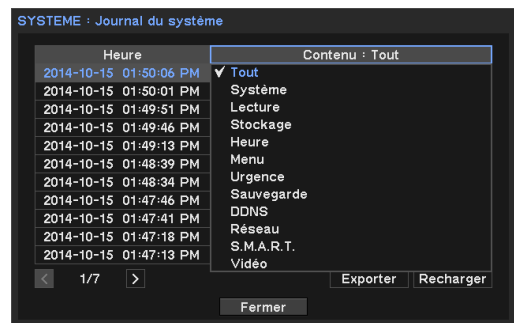 SYSTEME : Journal du système
Heure Contenu : Tout
2014-10-15 01:50:06 PM Tout
2014-10-15 01:50:01 PM Système
2014-10-15 01:49:51 PM Lecture
2014-10-15 01:49:46 PM Stockage
2014-10-15 01:49:13 PM Heure
2014-10-15 01:48:39 PM Menu
2014-10-15 01:48:34 PM Urgence
2014-10-15 01:47:46 PM Sauvegarde
2014-10-15 01:47:41 PM DDNS
2014-10-15 01:47:18 PM Réseau
2014-10-15 01:47:13 PM S.M.A.R.T.
Vidéo
< 1/7 > Exporter Recharger
Fermer